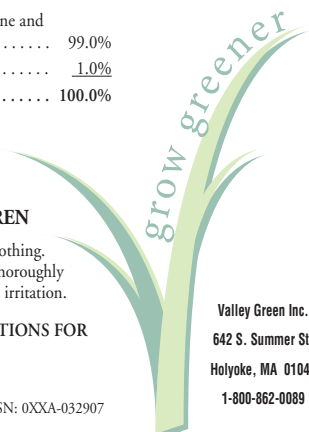 ne and
. . . . . . . 99.0%
. . . . . . . 1.0%
. . . . . . . 100.0%
grow greener
REN
othing.
horoughly
irritation.
TIONS FOR
Valley Green Inc.
642 S. Summer St
Holyoke, MA 0104
1-800-862-0089
SN: 0XXA-032907